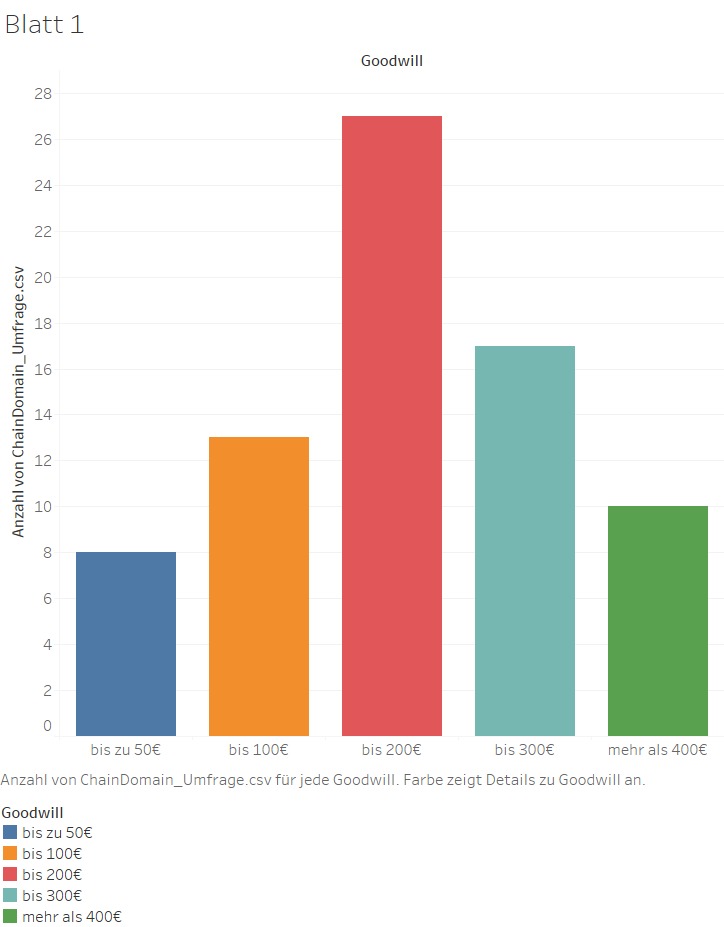 Blatt 1
Goodwill
28
26
24
22
20
18
16
14
12
10
8
6
4
2
0
Anzahl von ChainDomain_Umfrage.csv
bis zu 50€ bis 100€ bis 200€ bis 300€ mehr als 400€
Anzahl von ChainDomain_Umfrage.csv für jede Goodwill. Farbe zeigt Details zu Goodwill an.
Goodwill
bis zu 50€
bis 100€
bis 200€
bis 300€
mehr als 400€